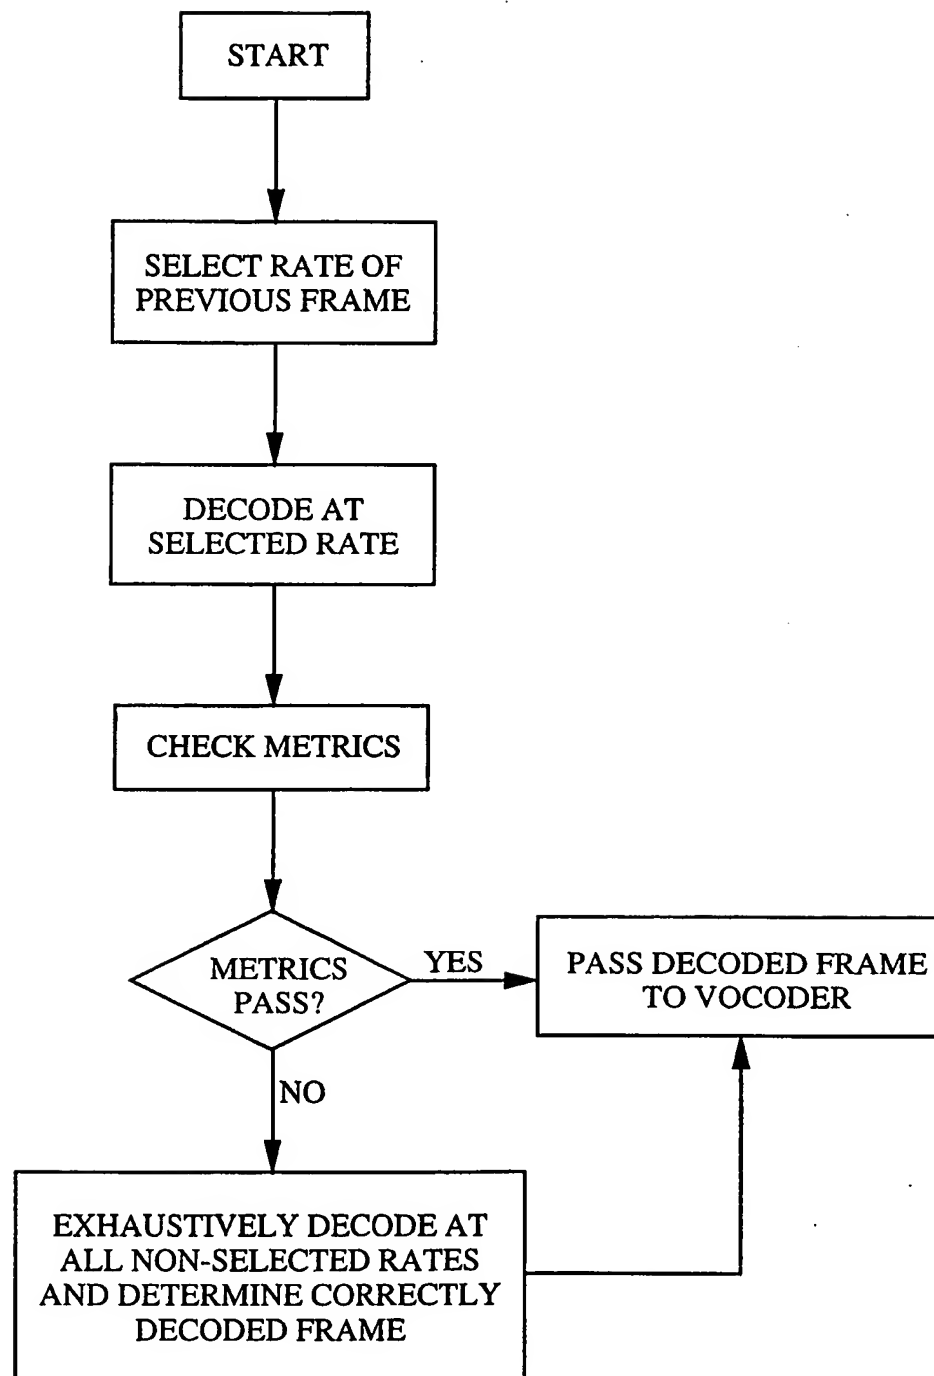 START
SELECT RATE OF
PREVIOUS FRAME
DECODE AT
SELECTED RATE
CHECK METRICS
METRICS
PASS?
YES
PASS DECODED FRAME
TO VOCODER
NO
EXHAUSTIVELY DECODE AT
ALL NON-SELECTED RATES
AND DETERMINE CORRECTLY
DECODED FRAME